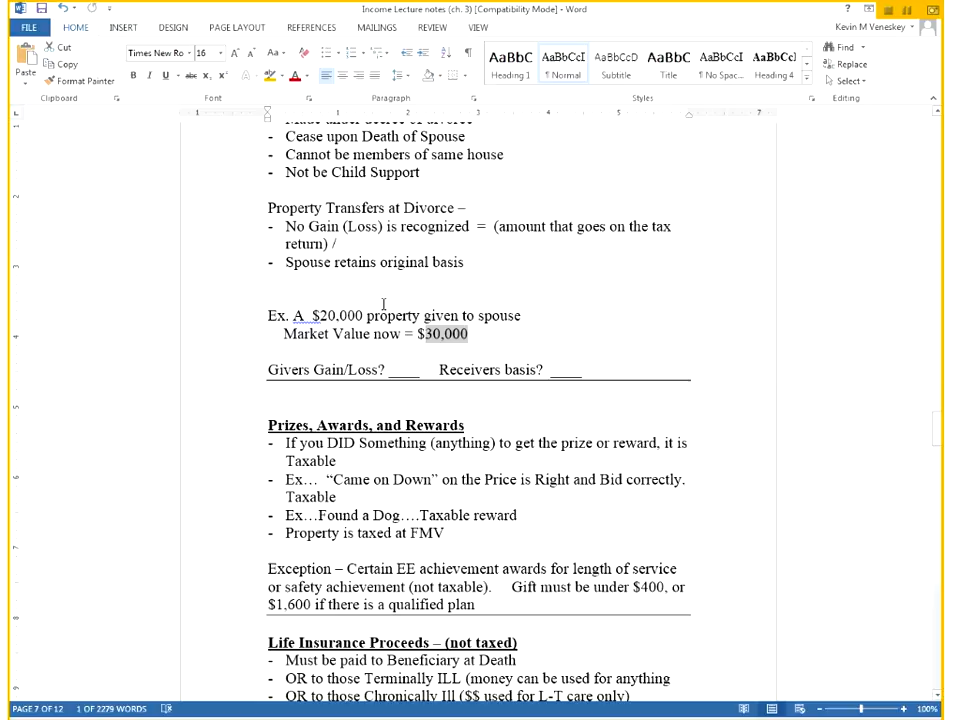 Income Lecture notes (ch. 3) [Compatibility Mode] - Word
FILE HOME INSERT DESIGN PAGE LAYOUT REFERENCES MAILINGS REVIEW VIEW Kevin M Veneskey
Paste Cut Copy Format Painter
Times New Ro 16
AaBbC Heading 1 AaBbCcI ¶ Normal AaBbCcD Subtitle AaBbC Title AaBbCcI ¶ No Spac... AaBbCc] Heading 4
Find Replace Select
Clipboard Font Paragraph Styles Editing
- Cease upon Death of Spouse
- Cannot be members of same house
- Not be Child Support
Property Transfers at Divorce –
- No Gain (Loss) is recognized = (amount that goes on the tax
return) /
- Spouse retains original basis
Ex. A $20,000 property given to spouse
Market Value now = $30,000
Givers Gain/Loss? ____ Receivers basis? ____
Prizes, Awards, and Rewards
- If you DID Something (anything) to get the prize or reward, it is
Taxable
- Ex… “Came on Down” on the Price is Right and Bid correctly.
Taxable
- Ex…Found a Dog….Taxable reward
- Property is taxed at FMV
Exception – Certain EE achievement awards for length of service
or safety achievement (not taxable). Gift must be under $400, or
$1,600 if there is a qualified plan
Life Insurance Proceeds – (not taxed)
- Must be paid to Beneficiary at Death
- OR to those Terminally ILL (money can be used for anything
- OR to those Chronically Ill ($$ used for L-T care only)
PAGE 7 OF 12 1 OF 2279 WORDS 100%